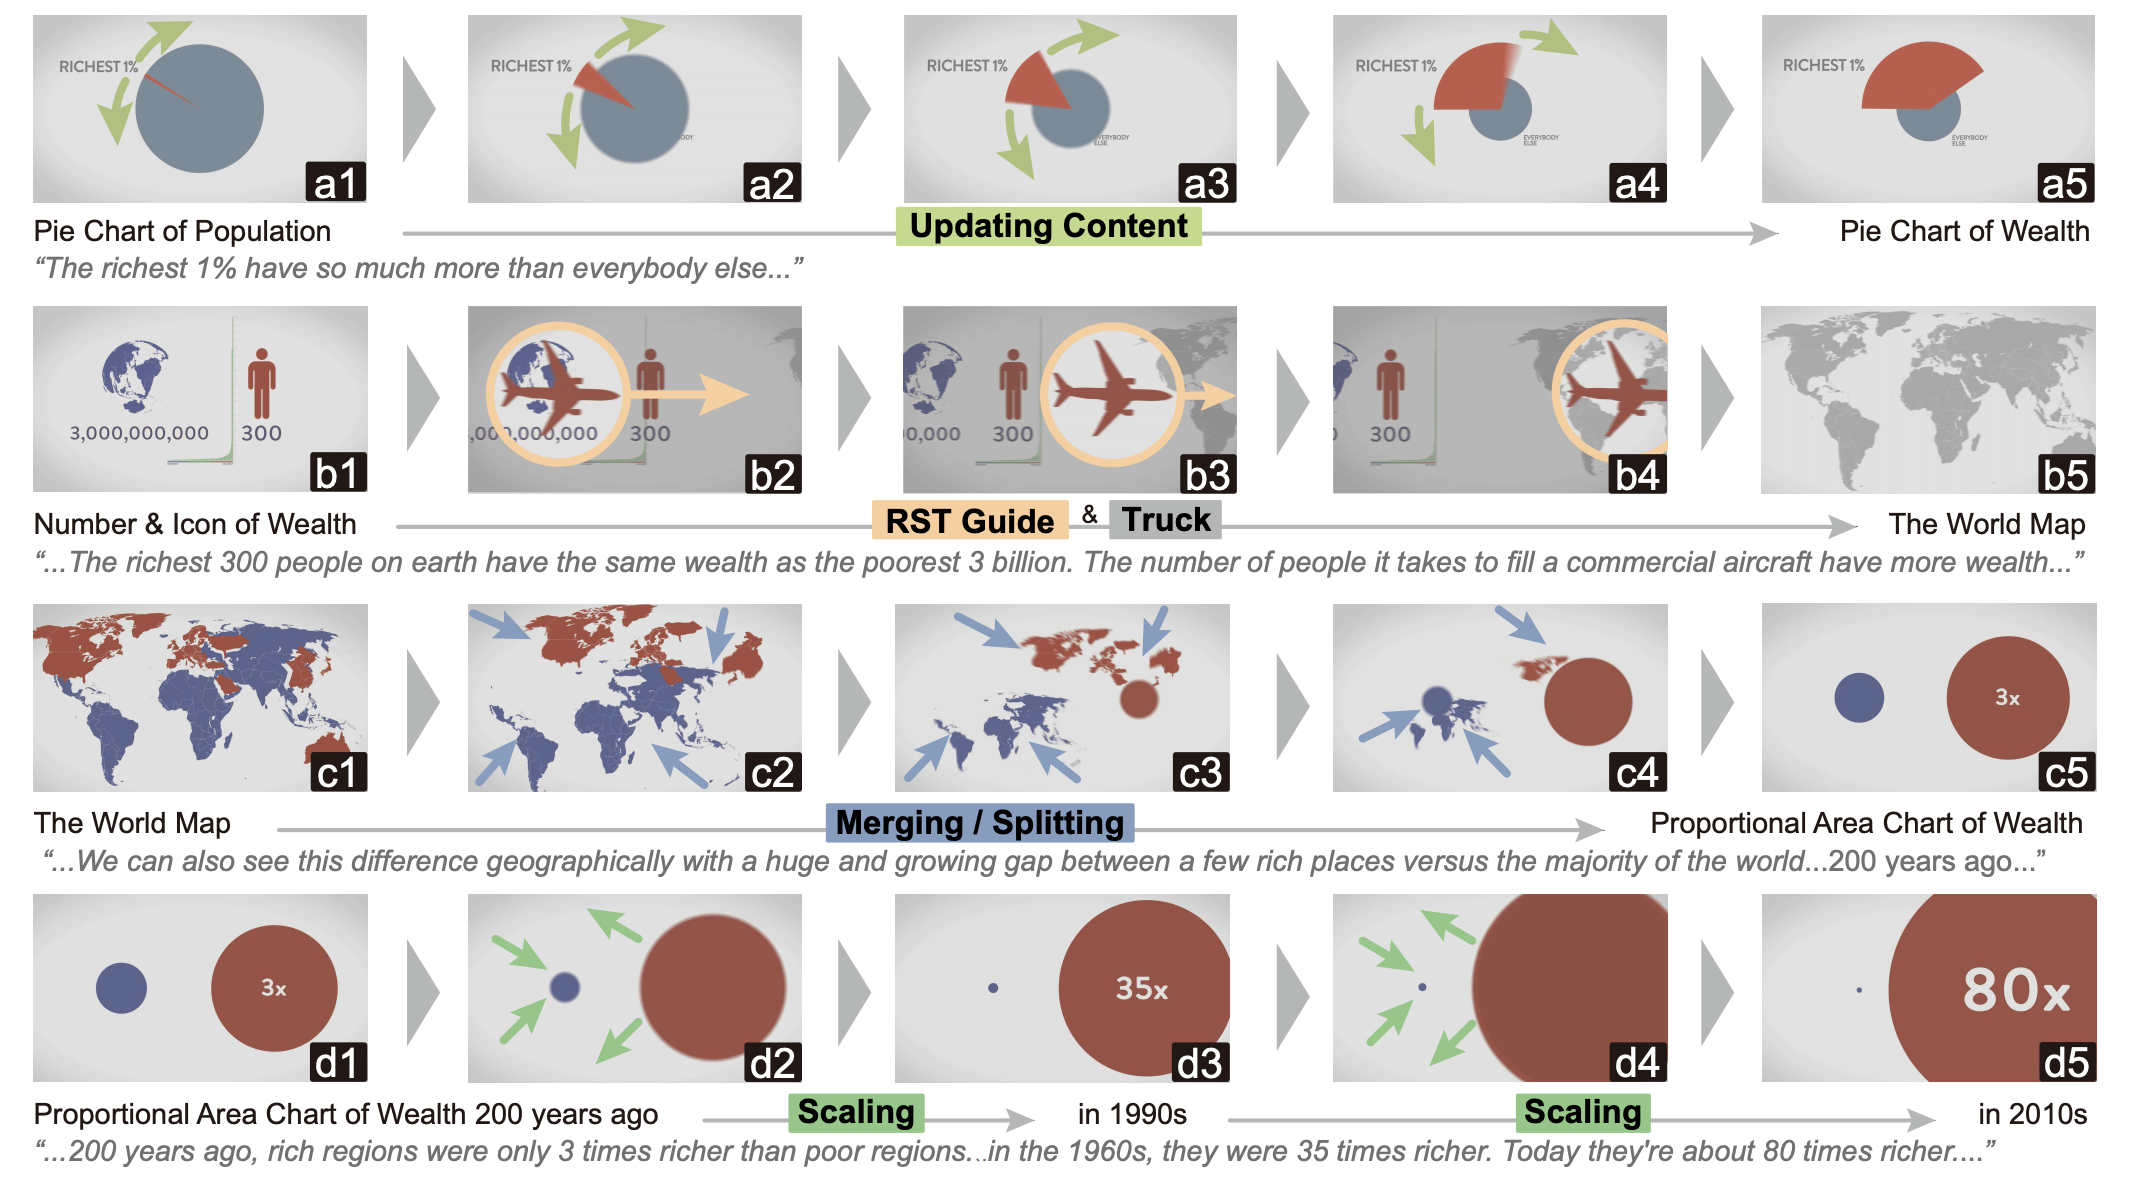 RICHEST 1%
a1
RICHEST 1%
ODY
a2
RICHEST 1%
EVERYBODY
ELSE
a3
RICHEST 1%
EVERYBODY
ELSE
a4
RICHEST 1%
EVERYBODY
ELSE
a5
Pie Chart of Population
Updating Content
Pie Chart of Wealth
“The richest 1% have so much more than everybody else...”
3,000,000,000
300
b1
,000,000,000
300
b2
00,000
300
b3
0
300
b4
b5
Number & Icon of Wealth
RST Guide & Truck
The World Map
“...The richest 300 people on earth have the same wealth as the poorest 3 billion. The number of people it takes to fill a commercial aircraft have more wealth...”
c1
c2
c3
c4
3x
c5
The World Map
Merging / Splitting
Proportional Area Chart of Wealth
“...We can also see this difference geographically with a huge and growing gap between a few rich places versus the majority of the world...200 years ago...”
3x
d1
d2
35x
d3
d4
80x
d5
Proportional Area Chart of Wealth 200 years ago
Scaling
in 1990s
Scaling
in 2010s
“...200 years ago, rich regions were only 3 times richer than poor regions...in the 1960s, they were 35 times richer. Today they're about 80 times richer....”